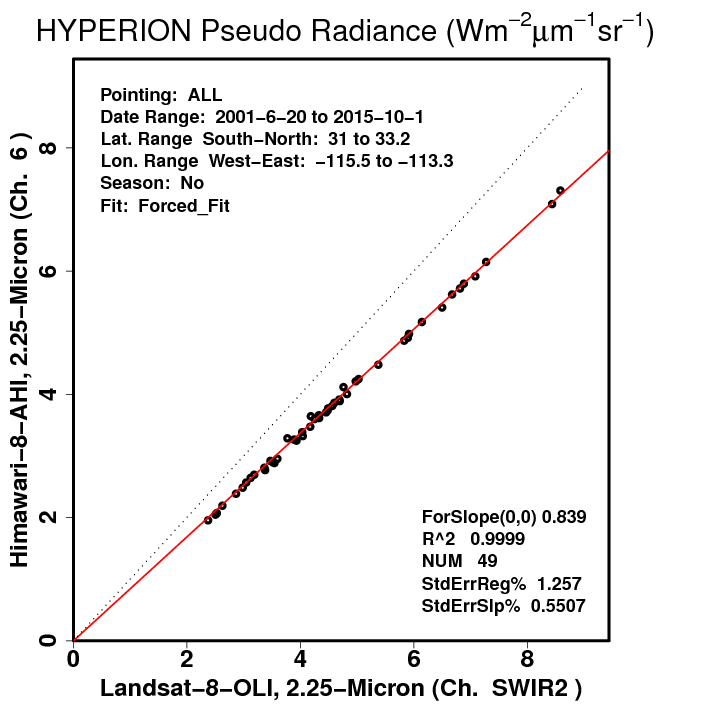 HYPERION Pseudo Radiance (Wm⁻²μm⁻¹sr⁻¹)
Pointing: ALL
Date Range: 2001−6−20 to 2015−10−1
Lat. Range South−North: 31 to 33.2
Lon. Range West−East: −115.5 to −113.3
Season: No
Fit: Forced_Fit
Himawari−8−AHI, 2.25−Micron (Ch. 6 )
8
6
4
2
0
ForSlope(0,0) 0.839
R^2 0.9999
NUM 49
StdErrReg% 1.257
StdErrSlp% 0.5507
0 2 4 6 8
Landsat−8−OLI, 2.25−Micron (Ch. SWIR2 )